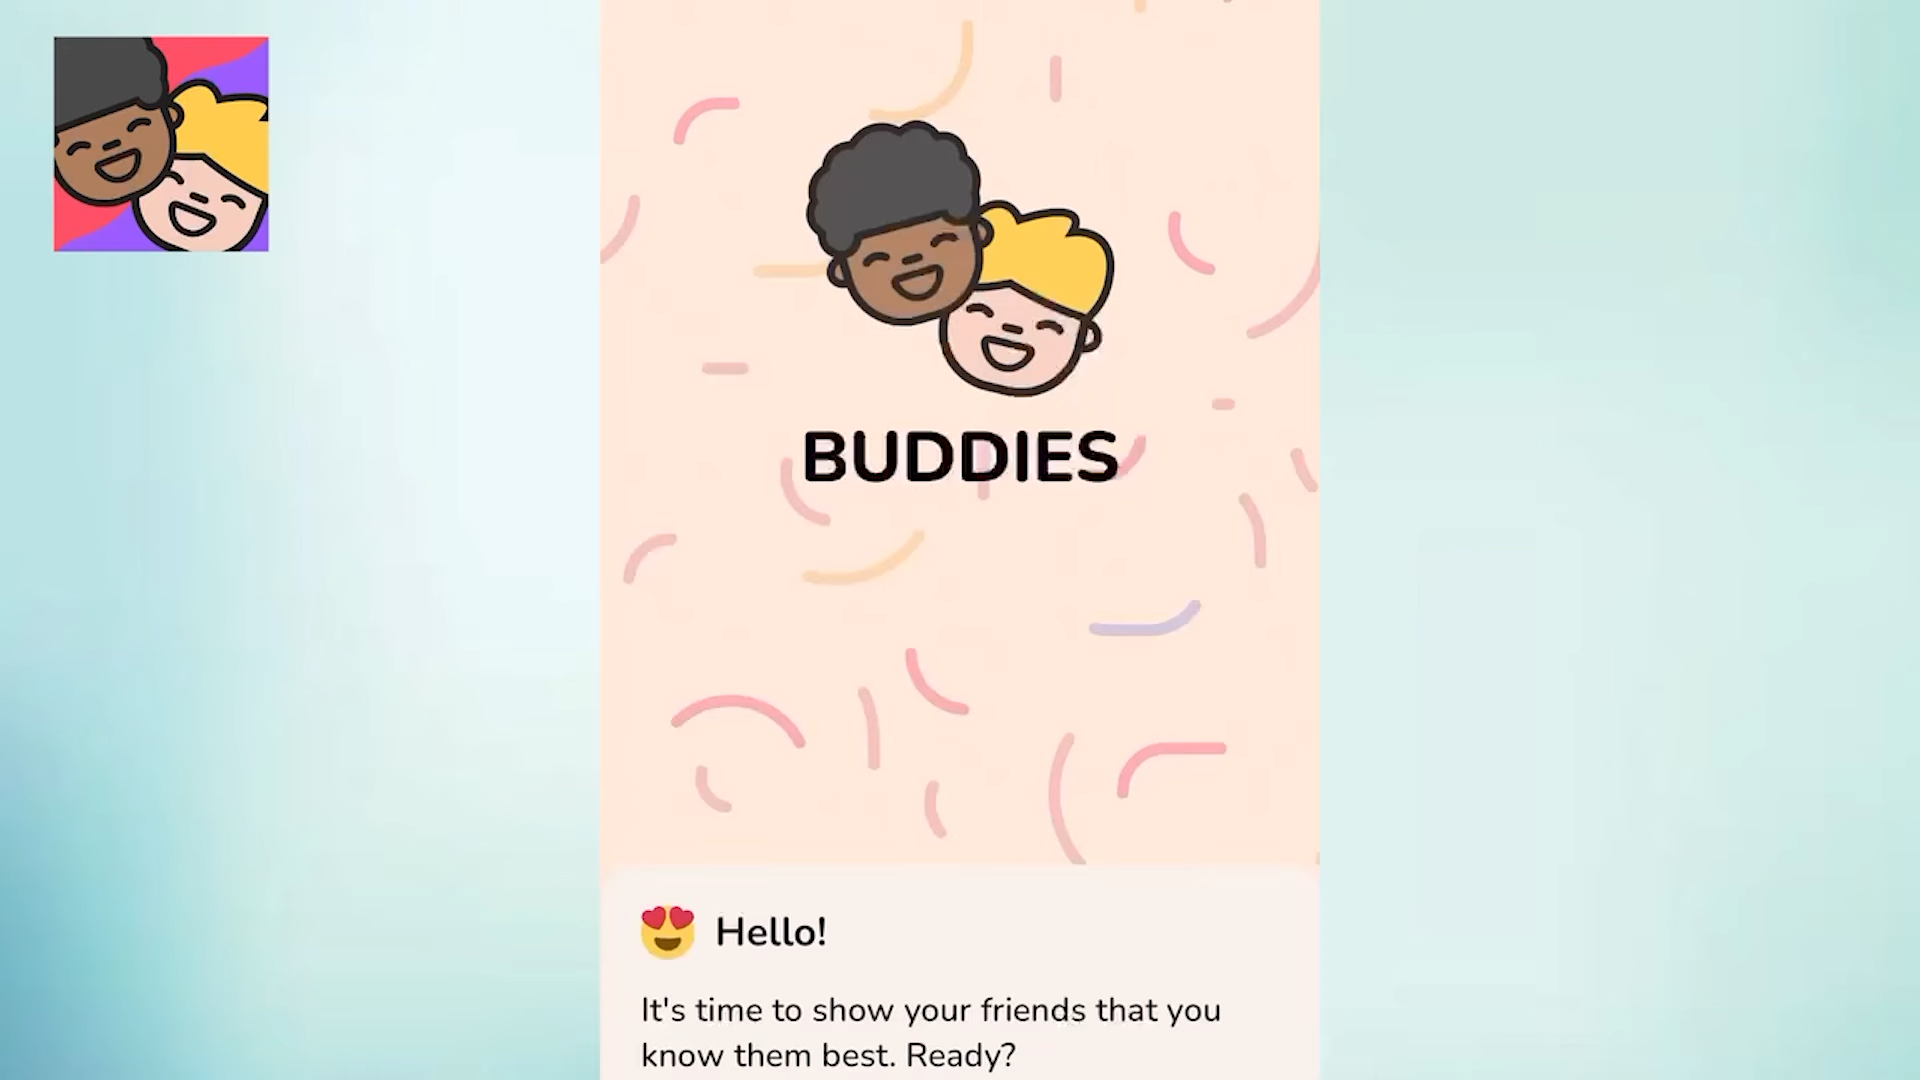 BUDDIES
Hello!
It's time to show your friends that you
know them best. Ready?